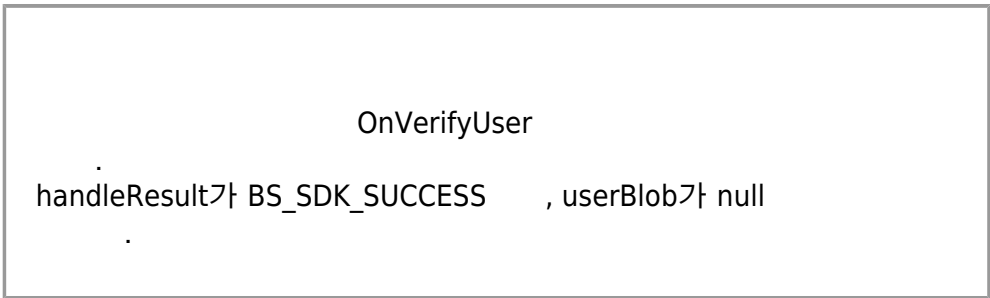 OnVerifyUser
.
handleResult가 BS_SDK_SUCCESS , userBlob가 null
.